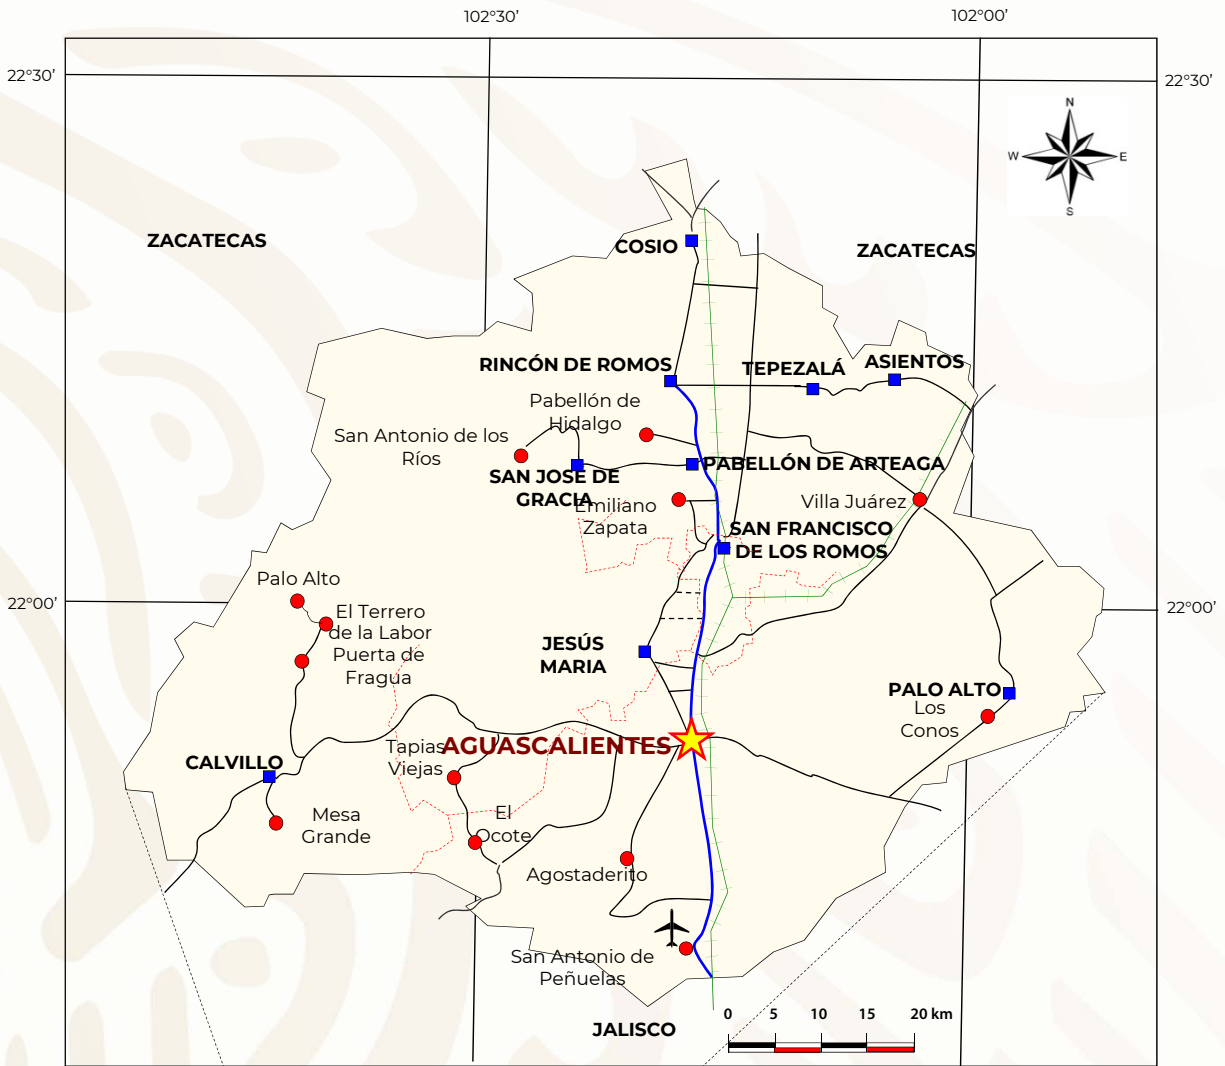 102°30'
102°00'
22°30'
22°30'
N
W
E
S
ZACATECAS
COSIO
ZACATECAS
RINCÓN DE ROMOS
TEPEZALÁ
ASIENTOS
Pabellón de
Hidalgo
San Antonio de los
Ríos
PABELLÓN DE ARTEAGA
SAN JOSE DE
GRACIA
Emiliano
Zapata
Villa Juárez
SAN FRANCISCO
DE LOS ROMOS
Palo Alto
22°00'
22°00'
El Terrero
de la Labor
Puerta de
Fragua
JESÚS
MARIA
PALO ALTO
Los
Conos
AGUASCALIENTES
Tapias
Viejas
CALVILLO
Mesa
Grande
El
Ocote
Agostaderito
San Antonio de
Peñuelas
JALISCO
0 5 10 15 20 km